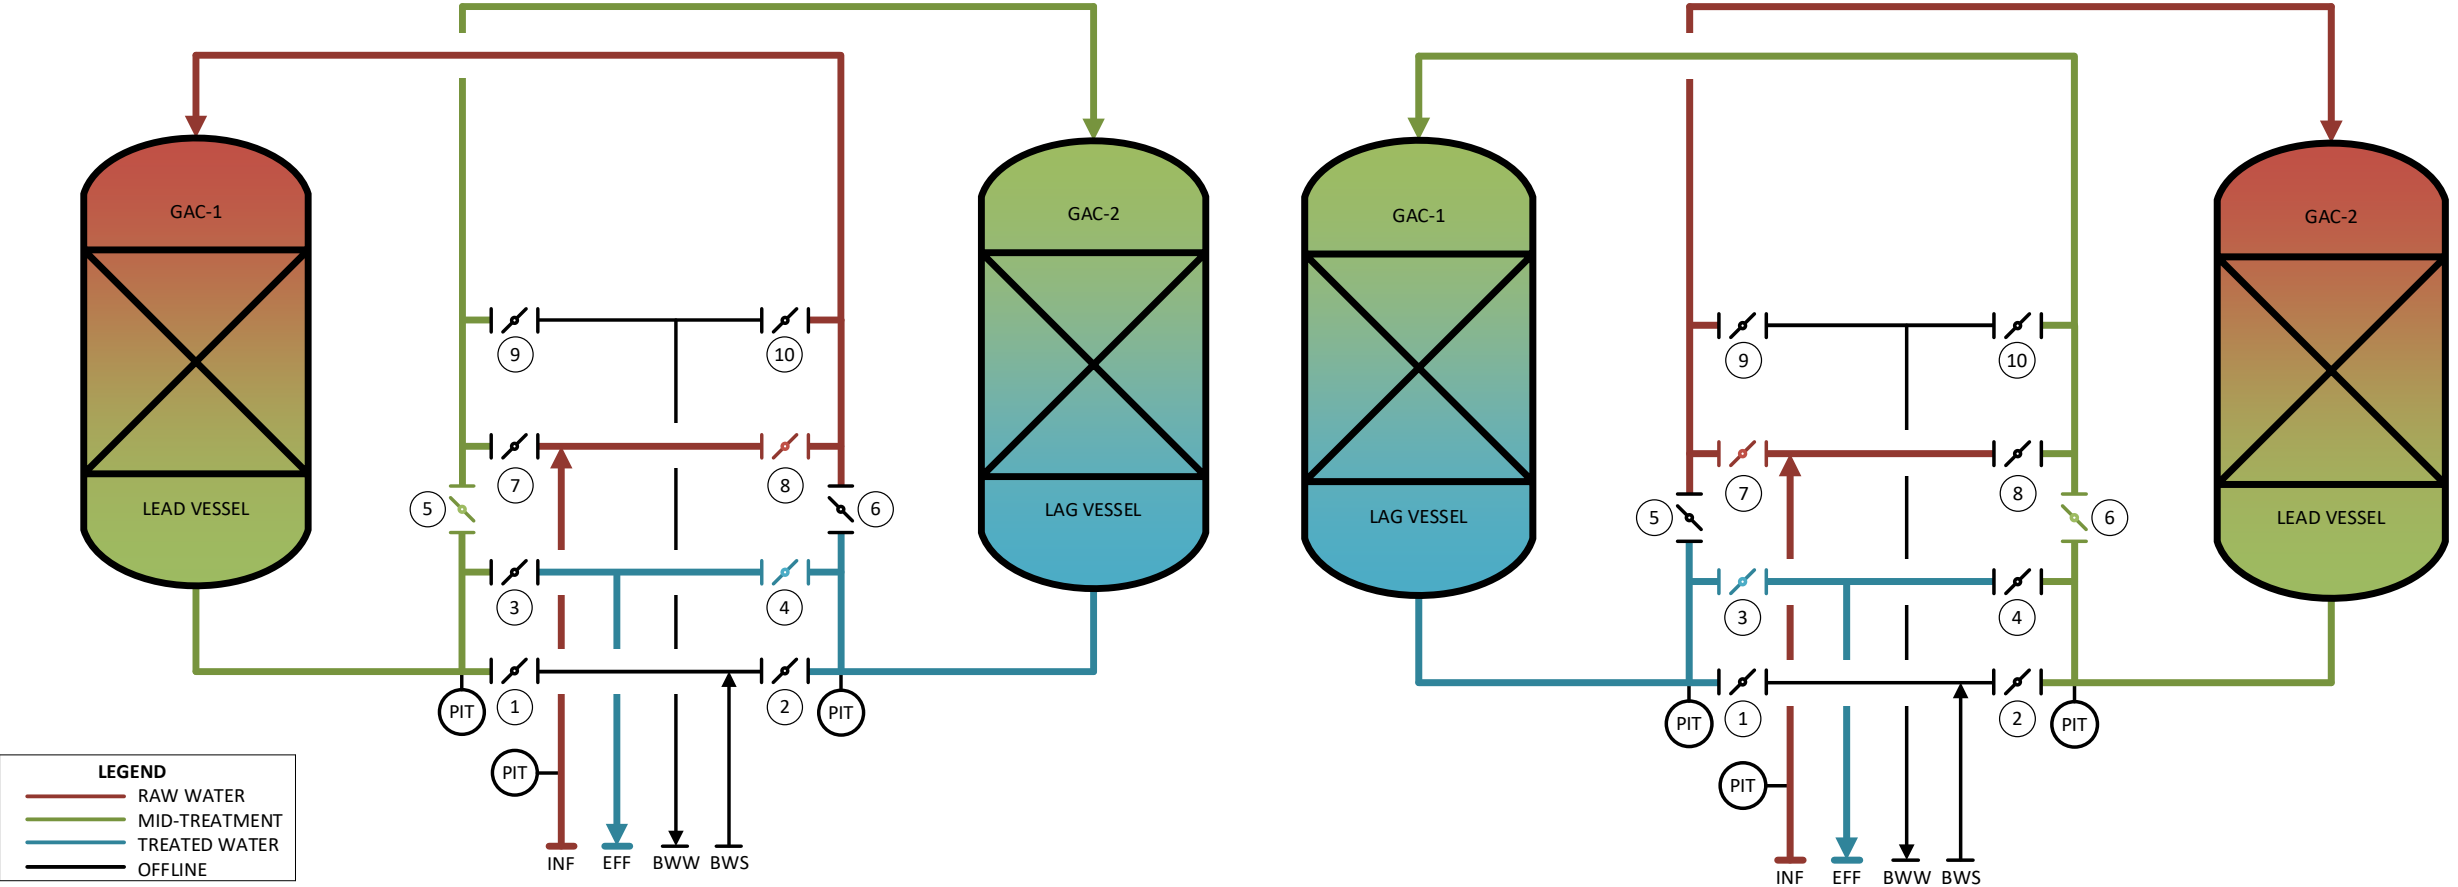 GAC-1
LEAD VESSEL
GAC-2
LAG VESSEL
9
10
7
8
5
6
3
4
1
2
PIT
PIT
PIT
INF
EFF
BWW
BWS
LEGEND
RAW WATER
MID-TREATMENT
TREATED WATER
OFFLINE
GAC-1
LAG VESSEL
GAC-2
LEAD VESSEL
9
10
7
8
5
6
3
4
1
2
PIT
PIT
PIT
INF
EFF
BWW
BWS